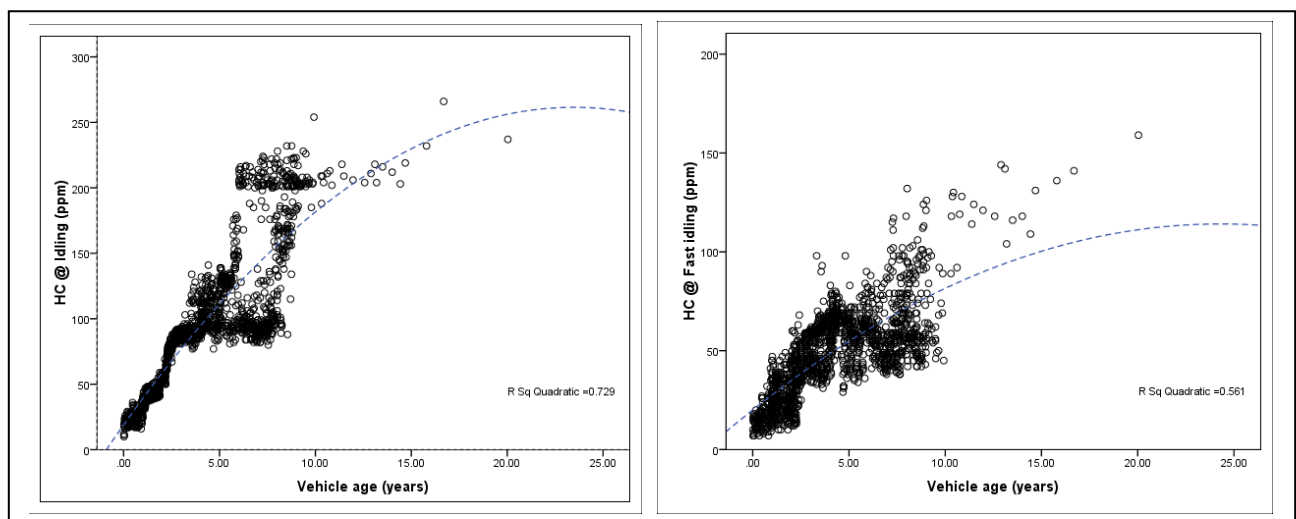 300
250
200
150
100
50
0
HC @ Idling (ppm)
R Sq Quadratic =0.729
.00 5.00 10.00 15.00 20.00 25.00
Vehicle age (years)
200
150
100
50
0
HC @ Fast idling (ppm)
R Sq Quadratic =0.561
.00 5.00 10.00 15.00 20.00 25.00
Vehicle age (years)